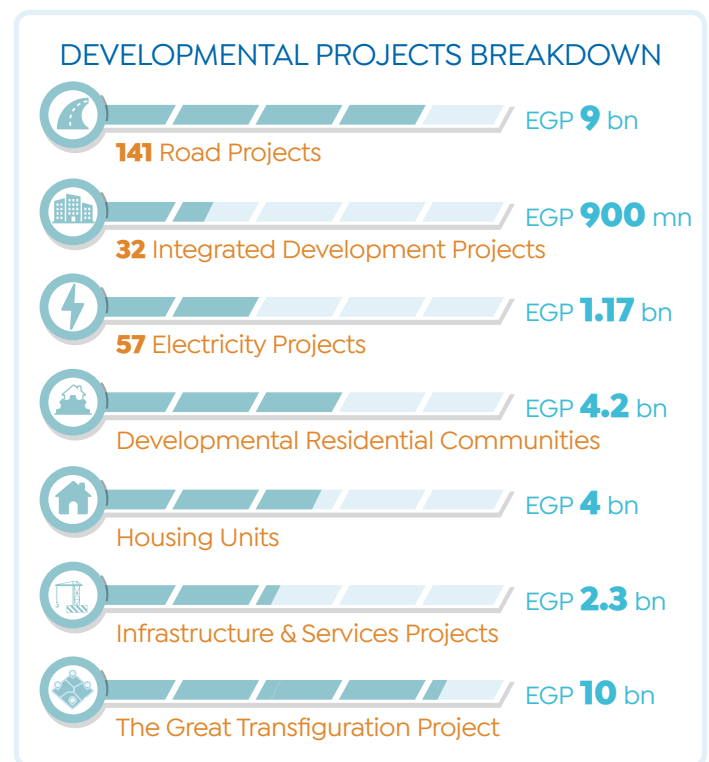 DEVELOPMENTAL PROJECTS BREAKDOWN
EGP 9 bn
141 Road Projects
EGP 900 mn
32 Integrated Development Projects
EGP 1.17 bn
57 Electricity Projects
EGP 4.2 bn
Developmental Residential Communities
EGP 4 bn
Housing Units
EGP 2.3 bn
Infrastructure & Services Projects
EGP 10 bn
The Great Transfiguration Project